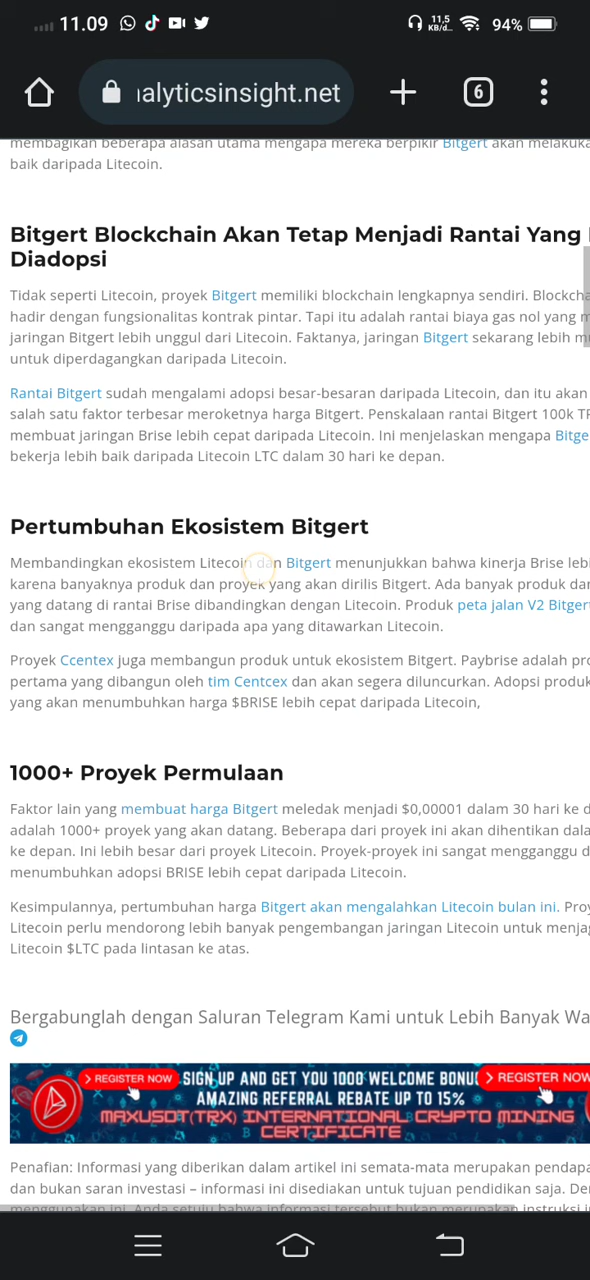 11.09
11,5
KB/d...
94%
alyticsinsight.net
6
membagikan beberapa alasan utama mengapa mereka berpikir Bitgert akan melakuka
baik daripada Litecoin.
Bitgert Blockchain Akan Tetap Menjadi Rantai Yang
Diadopsi
Tidak seperti Litecoin, proyek Bitgert memiliki blockchain lengkapnya sendiri. Blockcha
hadir dengan fungsionalitas kontrak pintar. Tapi itu adalah rantai biaya gas nol yang m
jaringan Bitgert lebih unggul dari Litecoin. Faktanya, jaringan Bitgert sekarang lebih m
untuk diperdagangkan daripada Litecoin.
Rantai Bitgert sudah mengalami adopsi besar-besaran daripada Litecoin, dan itu akan
salah satu faktor terbesar meroketnya harga Bitgert. Penskalaan rantai Bitgert 100k TP
membuat jaringan Brise lebih cepat daripada Litecoin. Ini menjelaskan mengapa Bitge
bekerja lebih baik daripada Litecoin LTC dalam 30 hari ke depan.
Pertumbuhan Ekosistem Bitgert
Membandingkan ekosistem Litecoin dan Bitgert menunjukkan bahwa kinerja Brise lebi
karena banyaknya produk dan proyek yang akan dirilis Bitgert. Ada banyak produk dan
yang datang di rantai Brise dibandingkan dengan Litecoin. Produk peta jalan V2 Bitgert
dan sangat mengganggu daripada apa yang ditawarkan Litecoin.
Proyek Ccentex juga membangun produk untuk ekosistem Bitgert. Paybrise adalah pro
pertama yang dibangun oleh tim Centcex dan akan segera diluncurkan. Adopsi produk
yang akan menumbuhkan harga $BRISE lebih cepat daripada Litecoin,
1000+ Proyek Permulaan
Faktor lain yang membuat harga Bitgert meledak menjadi $0,00001 dalam 30 hari ke d
adalah 1000+ proyek yang akan datang. Beberapa dari proyek ini akan dihentikan dala
ke depan. Ini lebih besar dari proyek Litecoin. Proyek-proyek ini sangat mengganggu d
menumbuhkan adopsi BRISE lebih cepat daripada Litecoin.
Kesimpulannya, pertumbuhan harga Bitgert akan mengalahkan Litecoin bulan ini. Proy
Litecoin perlu mendorong lebih banyak pengembangan jaringan Litecoin untuk menjag
Litecoin $LTC pada lintasan ke atas.
Bergabunglah dengan Saluran Telegram Kami untuk Lebih Banyak Wa
> REGISTER NOW SIGN UP AND GET YOU 1000 WELCOME BONU > REGISTER NOW
AMAZING REFERRAL REBATE UP TO 15%
MAXUSDT(TRX) INTERNATIONAL CRYPTO MINING
CERTIFICATE
Penafian: Informasi yang diberikan dalam artikel ini semata-mata merupakan pendapa
dan bukan saran investasi – informasi ini disediakan untuk tujuan pendidikan saja. De
menggunakan ini, Anda setuju bahwa informasi tersebut bukan merupakan instruksi i